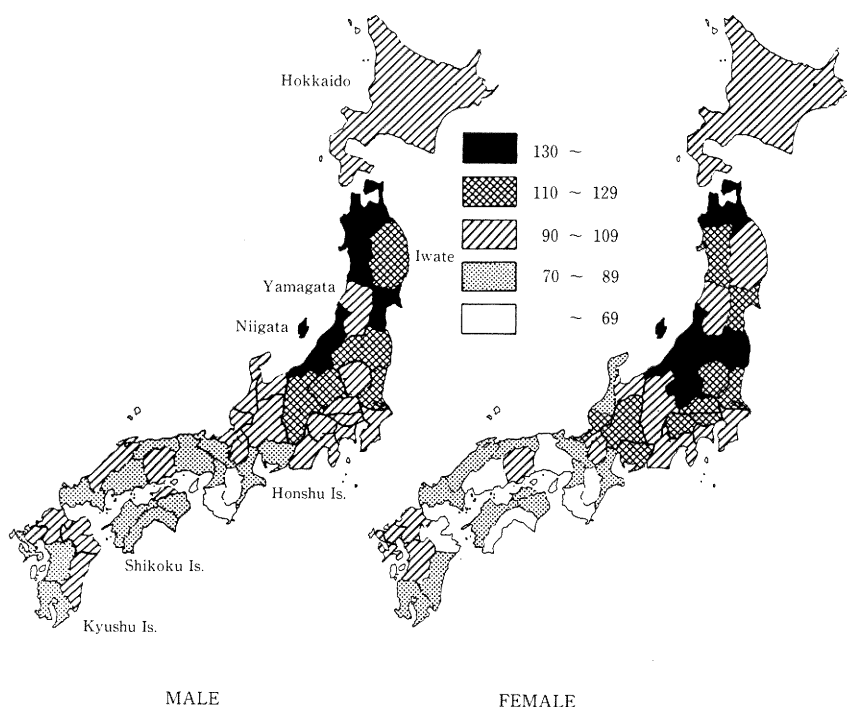 Hokkaido
130 ~
110 ~ 129
90 ~ 109
70 ~ 89
~ 69
Iwate
Yamagata
Niigata
Honshu Is.
Shikoku Is.
Kyushu Is.
MALE
FEMALE